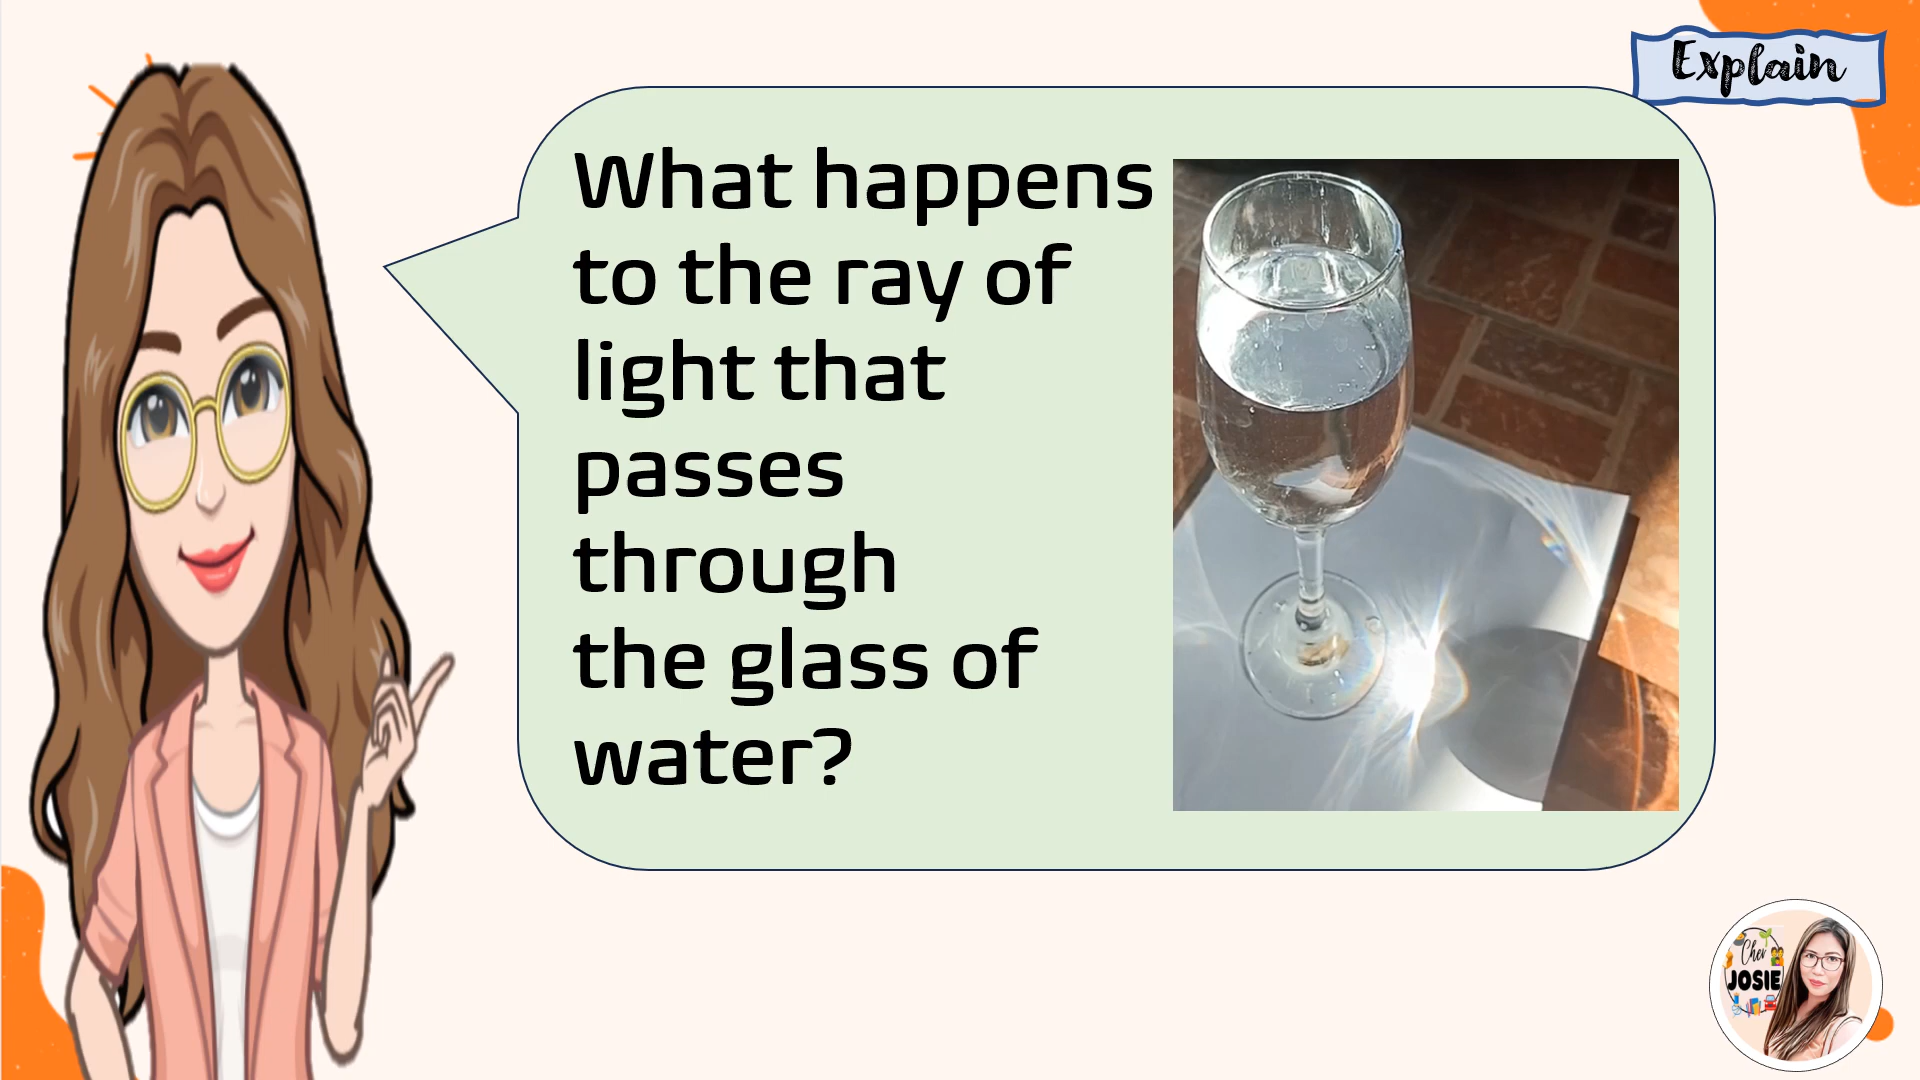 Explain
What happens
to the ray of
light that
passes
through
the glass of
water?
Cher
JOSIE